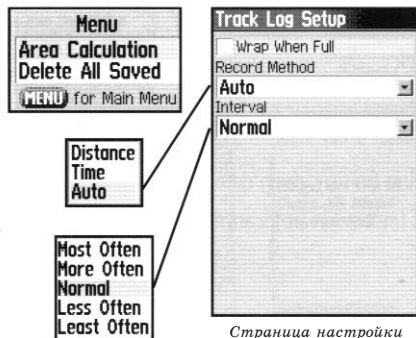 Menu
Area Calculation
Delete All Saved
MENU for Main Menu
Distance
Time
Auto
Most Often
More Often
Normal
Less Often
Least Often
Track Log Setup
Wrap When Full
Record Method
Auto
Interval
Normal
Страница настройки